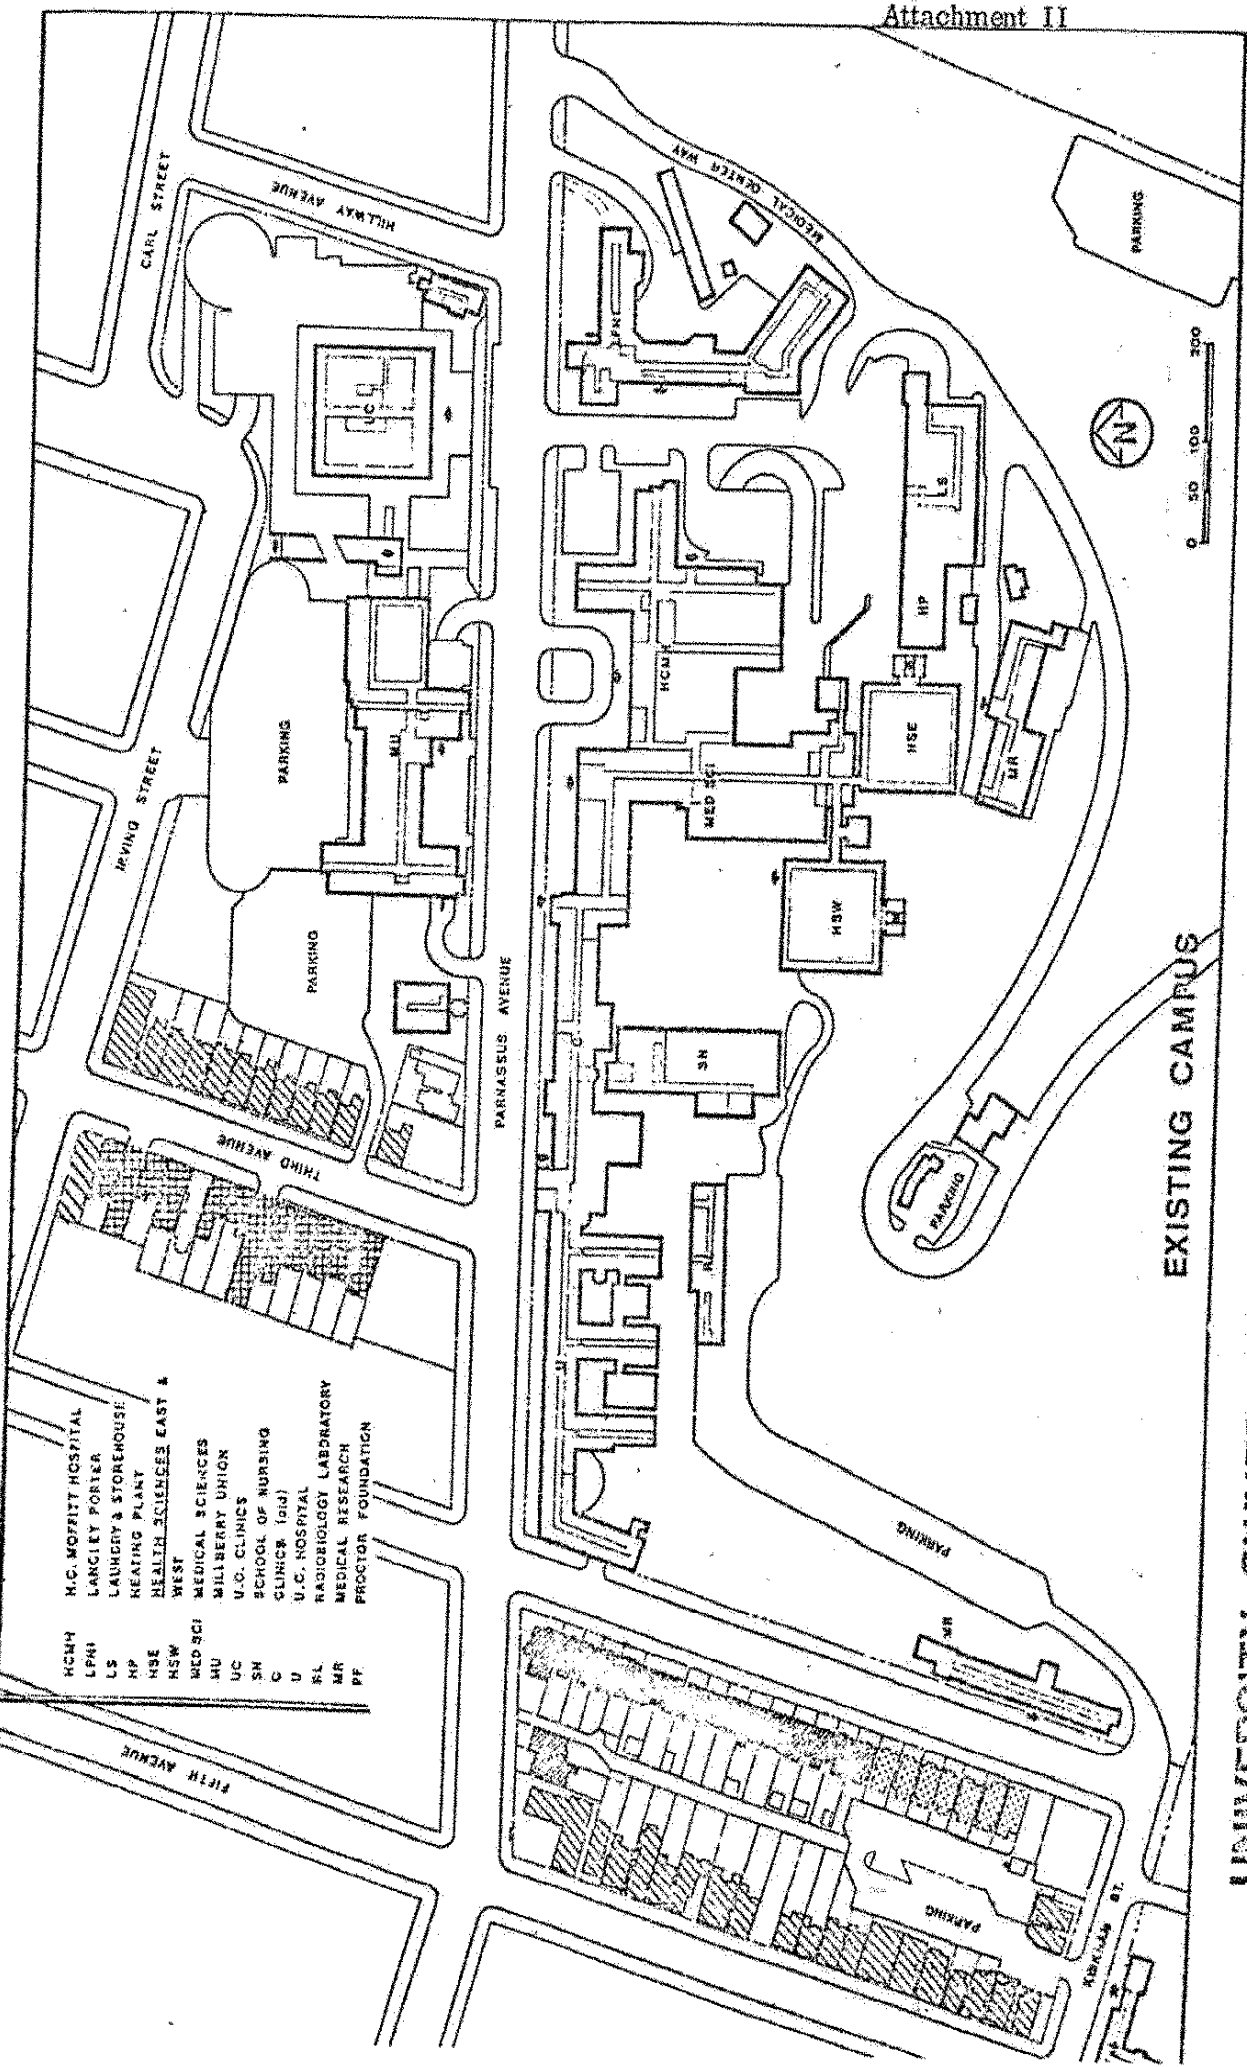 Attachment II
CARL STREET
HILLWAY AVENUE
MEDICAL CENTER WAY
PARKING
UC
LPNI
LS
HP
N
0 50 100 200
IRVING STREET
PARKING
MU
HCMH
MED SCI
HSE
MR
HSW
PARKING
PARNASSUS AVENUE
C
SN
THIRD AVENUE
PARKING
U
EXISTING CAMPUS
HCMH H.C. MOFFITT HOSPITAL
LPNI LANGLEY PORTER
LS LAUNDRY & STOREHOUSE
HP HEATING PLANT
HSE HEALTH SCIENCES EAST &
HSW WEST
MED SCI MEDICAL SCIENCES
MU MILLBERRY UNION
UC U.C. CLINICS
SN SCHOOL OF NURSING
C CLINICS (old)
U U.C. HOSPITAL
RL RADIOBIOLOGY LABORATORY
MR MEDICAL RESEARCH
PF PROCTOR FOUNDATION
PARKING
FIFTH AVENUE
PARKING
KIRKHAM ST.